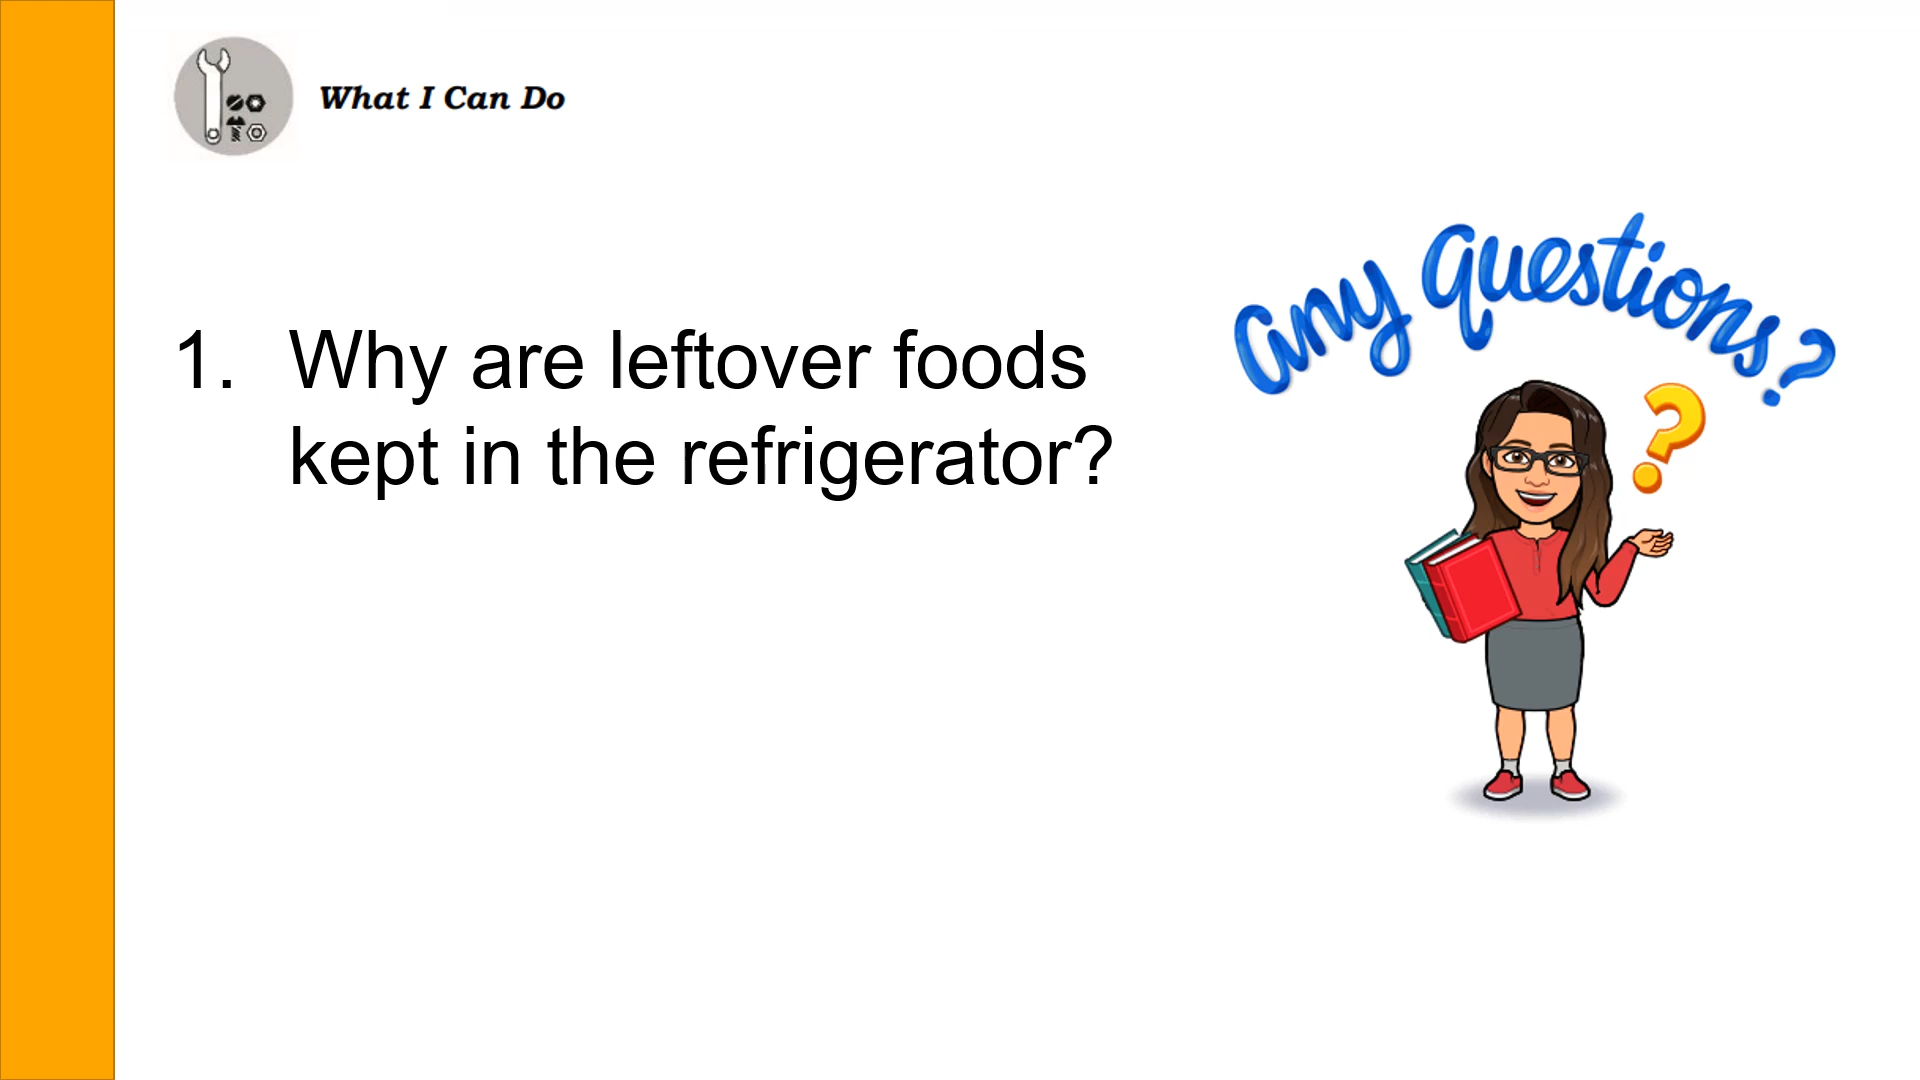 What I Can Do
any questions?
1. Why are leftover foods
kept in the refrigerator?